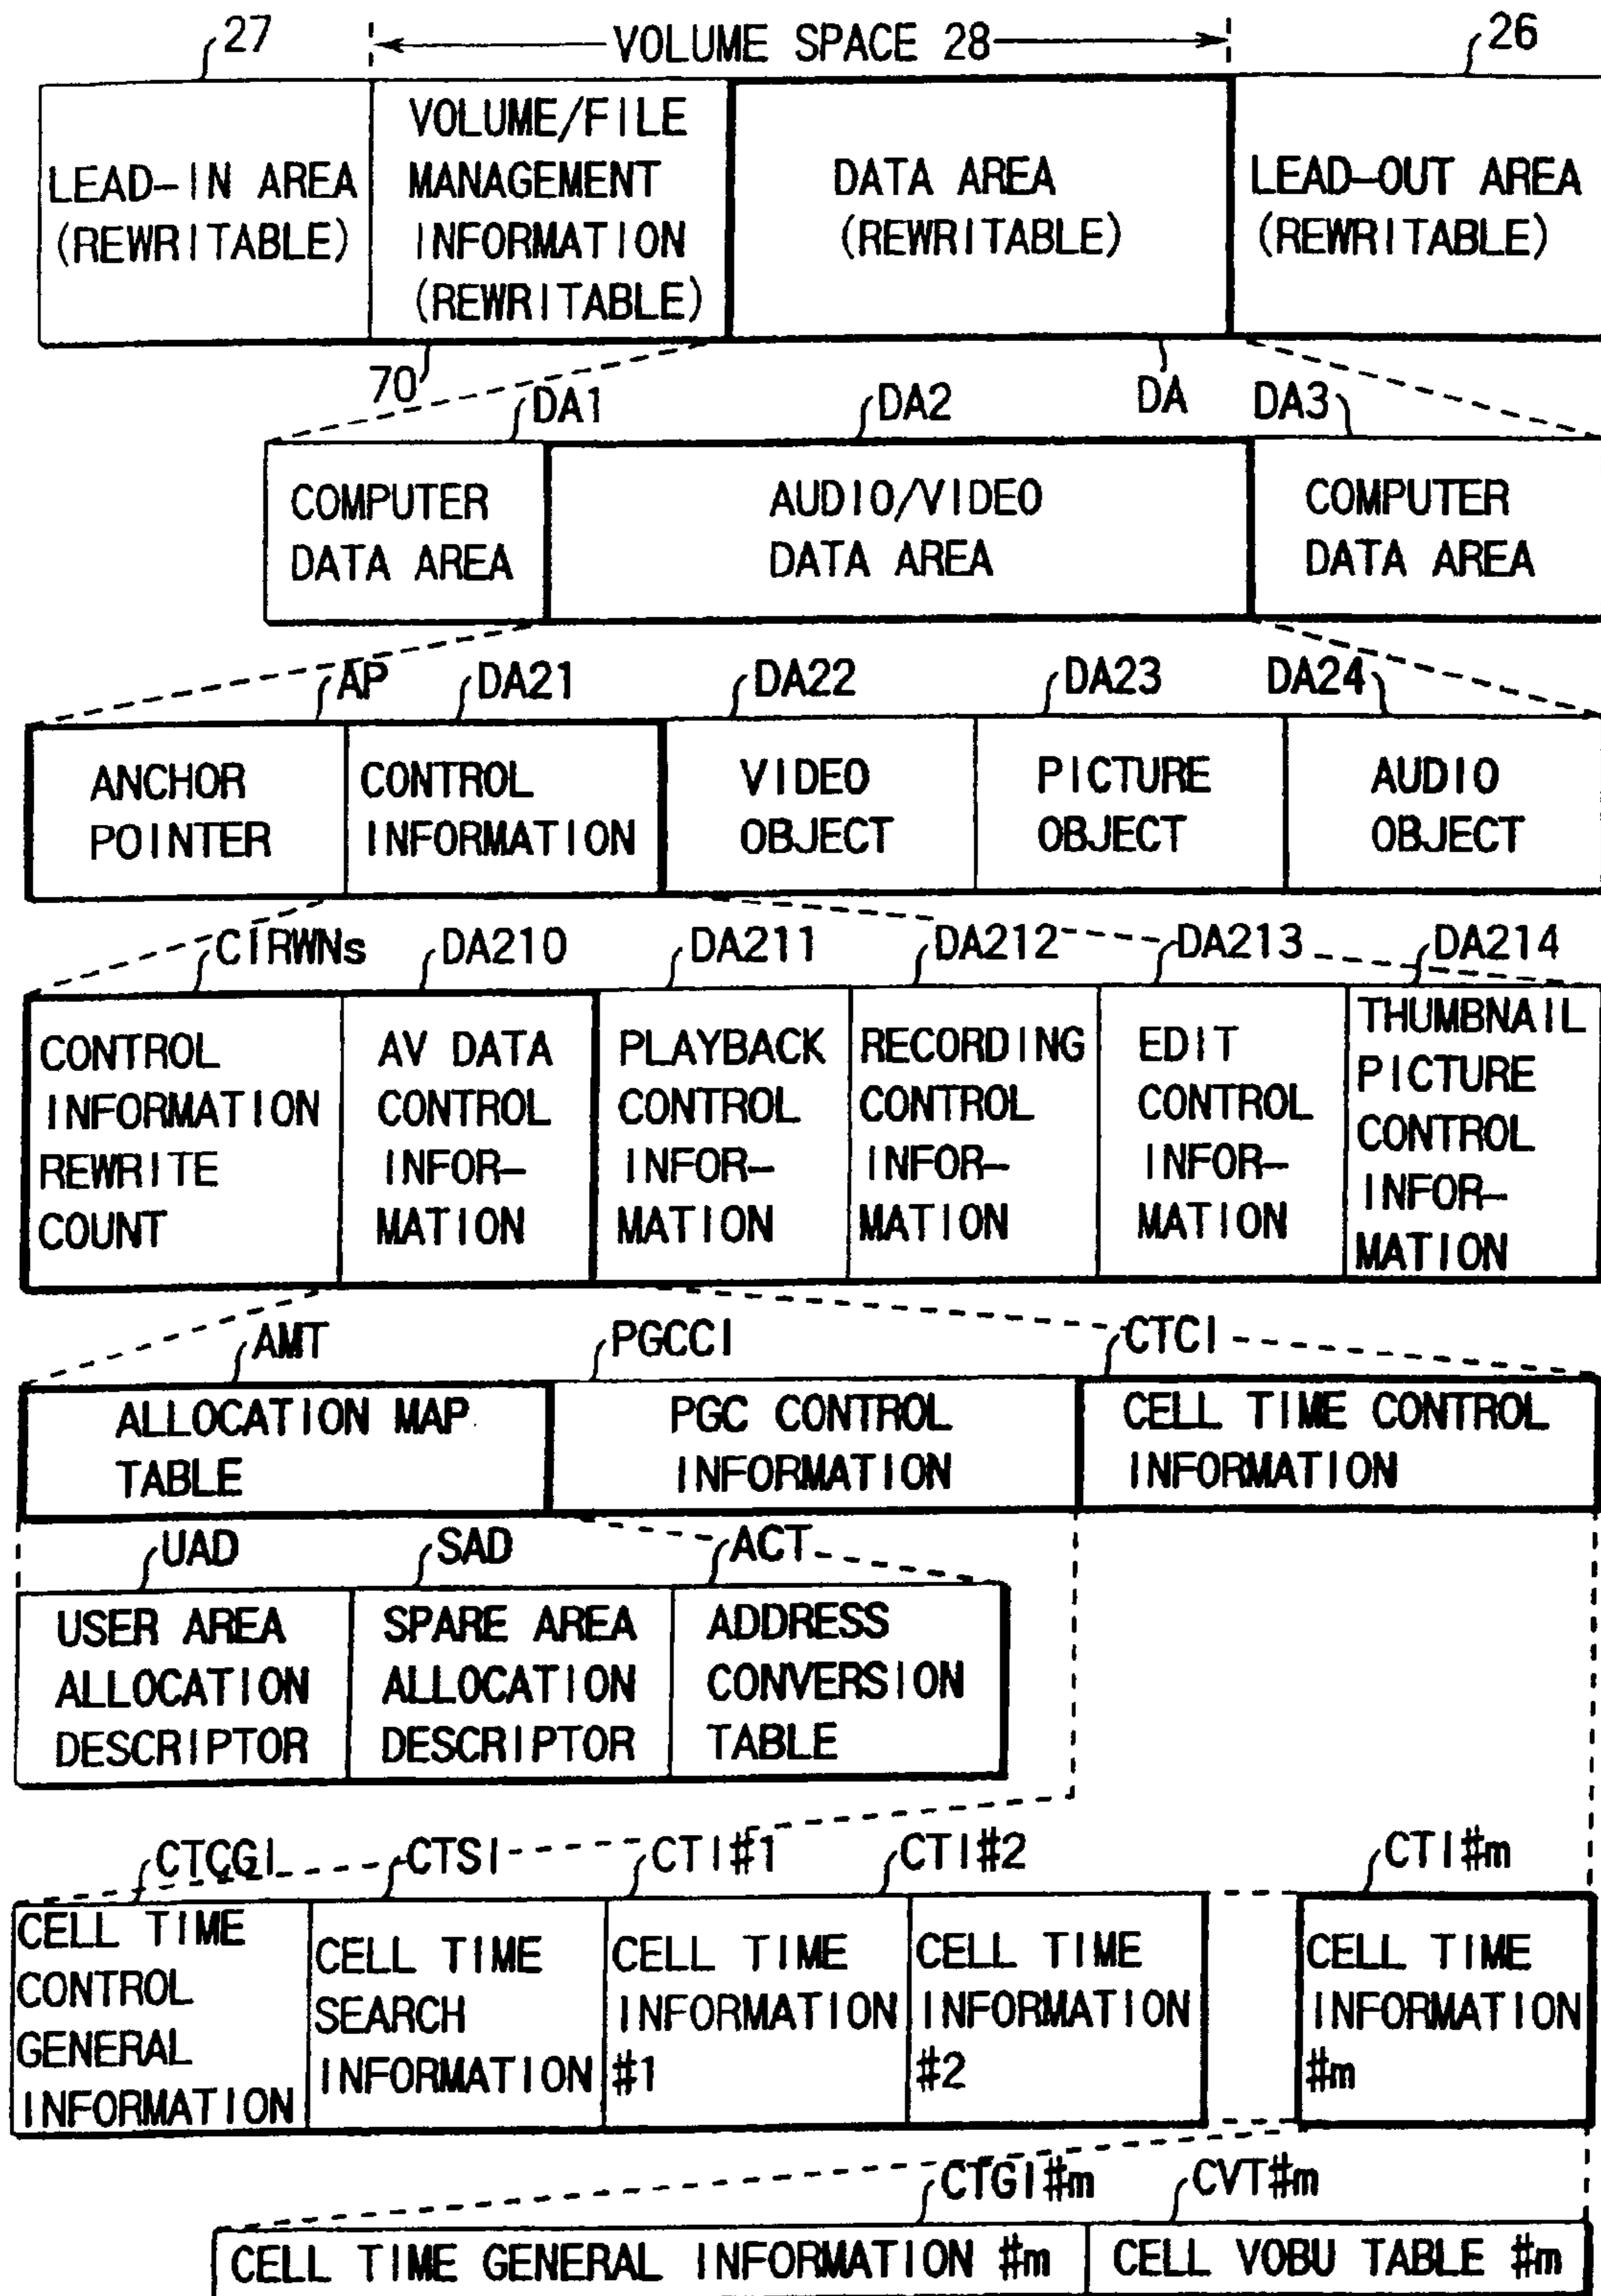 27
VOLUME SPACE 28
26
LEAD-IN AREA
(REWRITABLE)
VOLUME/FILE
MANAGEMENT
INFORMATION
(REWRITABLE)
DATA AREA
(REWRITABLE)
LEAD-OUT AREA
(REWRITABLE)
70
DA1
DA2
DA
DA3
COMPUTER
DATA AREA
AUDIO/VIDEO
DATA AREA
COMPUTER
DATA AREA
AP
DA21
DA22
DA23
DA24
ANCHOR
POINTER
CONTROL
INFORMATION
VIDEO
OBJECT
PICTURE
OBJECT
AUDIO
OBJECT
CIRWNs
DA210
DA211
DA212
DA213
DA214
CONTROL
INFORMATION
REWRITE
COUNT
AV DATA
CONTROL
INFOR-
MATION
PLAYBACK
CONTROL
INFOR-
MATION
RECORDING
CONTROL
INFOR-
MATION
EDIT
CONTROL
INFOR-
MATION
THUMBNAIL
PICTURE
CONTROL
INFOR-
MATION
AMT
PGCCI
CTCI
ALLOCATION MAP
TABLE
PGC CONTROL
INFORMATION
CELL TIME CONTROL
INFORMATION
UAD
SAD
ACT
USER AREA
ALLOCATION
DESCRIPTOR
SPARE AREA
ALLOCATION
DESCRIPTOR
ADDRESS
CONVERSION
TABLE
CTCGI
CTSI
CTI#1
CTI#2
CTI#m
CELL TIME
CONTROL
GENERAL
INFORMATION
CELL TIME
SEARCH
INFORMATION
CELL TIME
INFORMATION
#1
CELL TIME
INFORMATION
#2
CELL TIME
INFORMATION
#m
CTGI#m
CVT#m
CELL TIME GENERAL INFORMATION #m
CELL VOBU TABLE #m